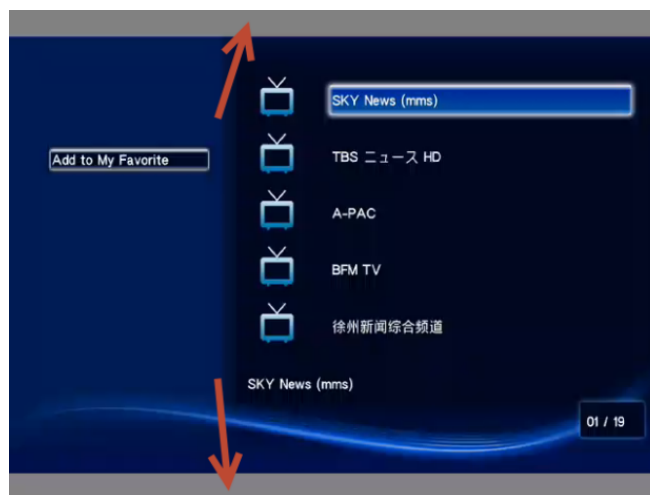 SKY News (mms)
Add to My Favorite
TBS ニュース HD
A-PAC
BFM TV
徐州新闻综合频道
SKY News (mms)
01 / 19